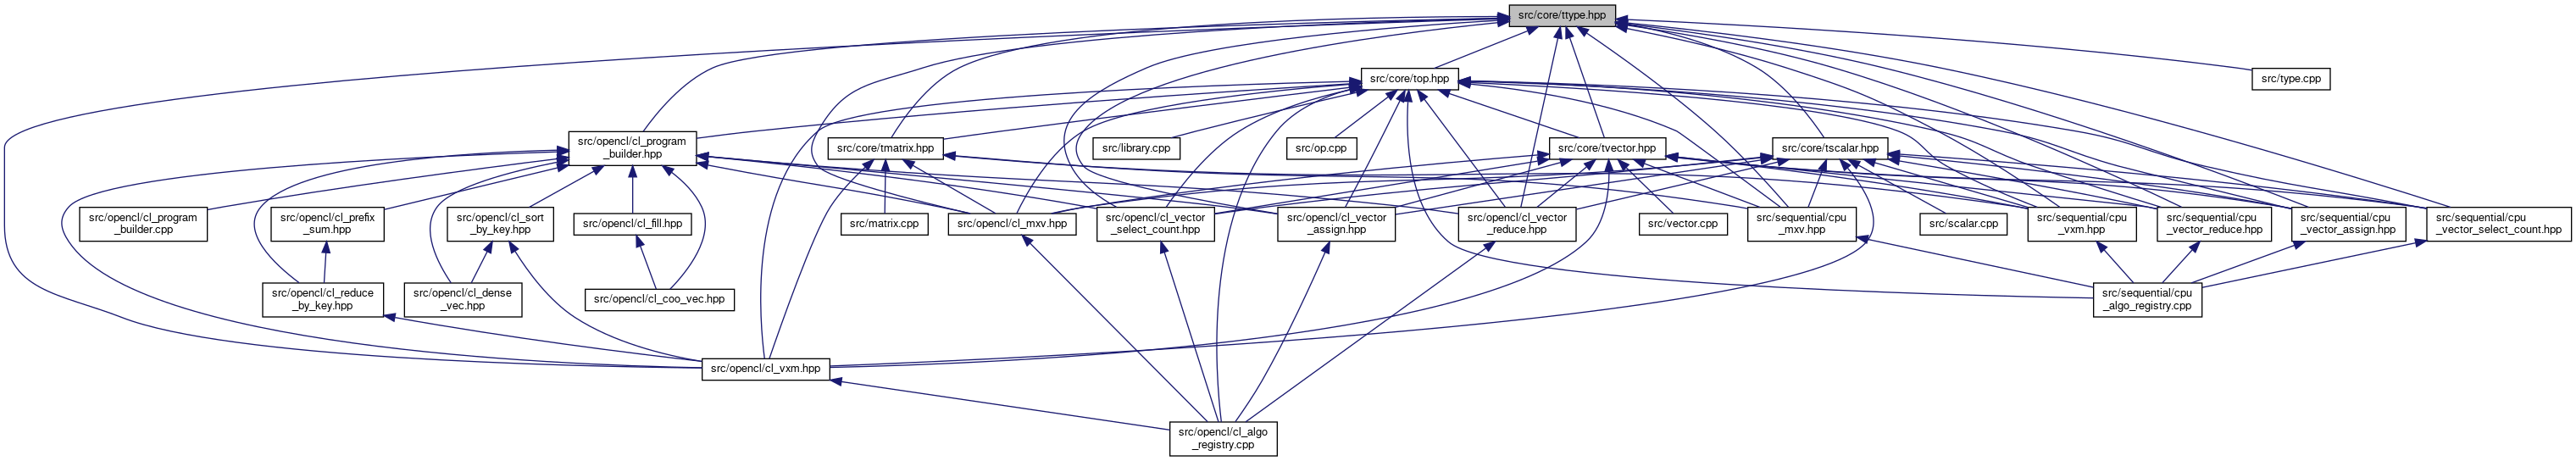 src/core/ttype.hpp
src/core/top.hpp
src/type.cpp
src/opencl/cl_program
_builder.hpp
src/core/tmatrix.hpp
src/library.cpp
src/op.cpp
src/core/tvector.hpp
src/core/tscalar.hpp
src/opencl/cl_program
_builder.cpp
src/opencl/cl_prefix
_sum.hpp
src/opencl/cl_sort
_by_key.hpp
src/opencl/cl_fill.hpp
src/matrix.cpp
src/opencl/cl_mxv.hpp
src/opencl/cl_vector
_select_count.hpp
src/opencl/cl_vector
_assign.hpp
src/opencl/cl_vector
_reduce.hpp
src/vector.cpp
src/sequential/cpu
_mxv.hpp
src/scalar.cpp
src/sequential/cpu
_vxm.hpp
src/sequential/cpu
_vector_reduce.hpp
src/sequential/cpu
_vector_assign.hpp
src/sequential/cpu
_vector_select_count.hpp
src/opencl/cl_reduce
_by_key.hpp
src/opencl/cl_dense
_vec.hpp
src/opencl/cl_coo_vec.hpp
src/sequential/cpu
_algo_registry.cpp
src/opencl/cl_vxm.hpp
src/opencl/cl_algo
_registry.cpp